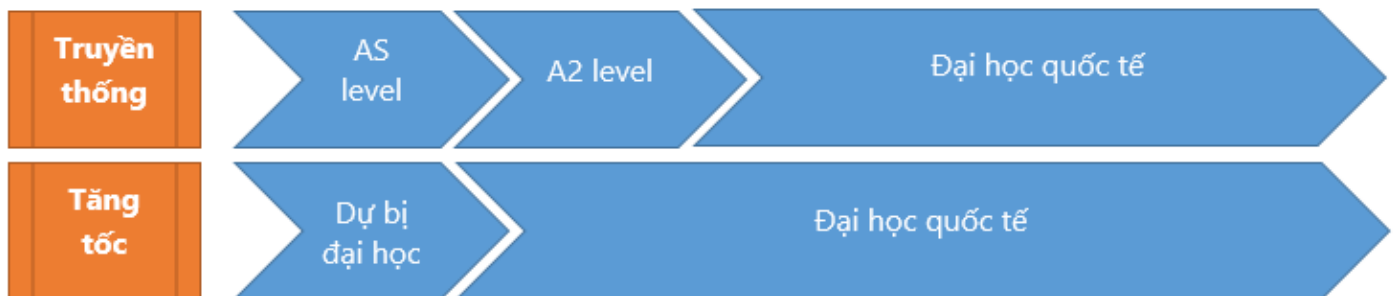 Truyền
thống
AS
level
A2 level
Đại học quốc tế
Tăng
tốc
Dự bị
đại học
Đại học quốc tế